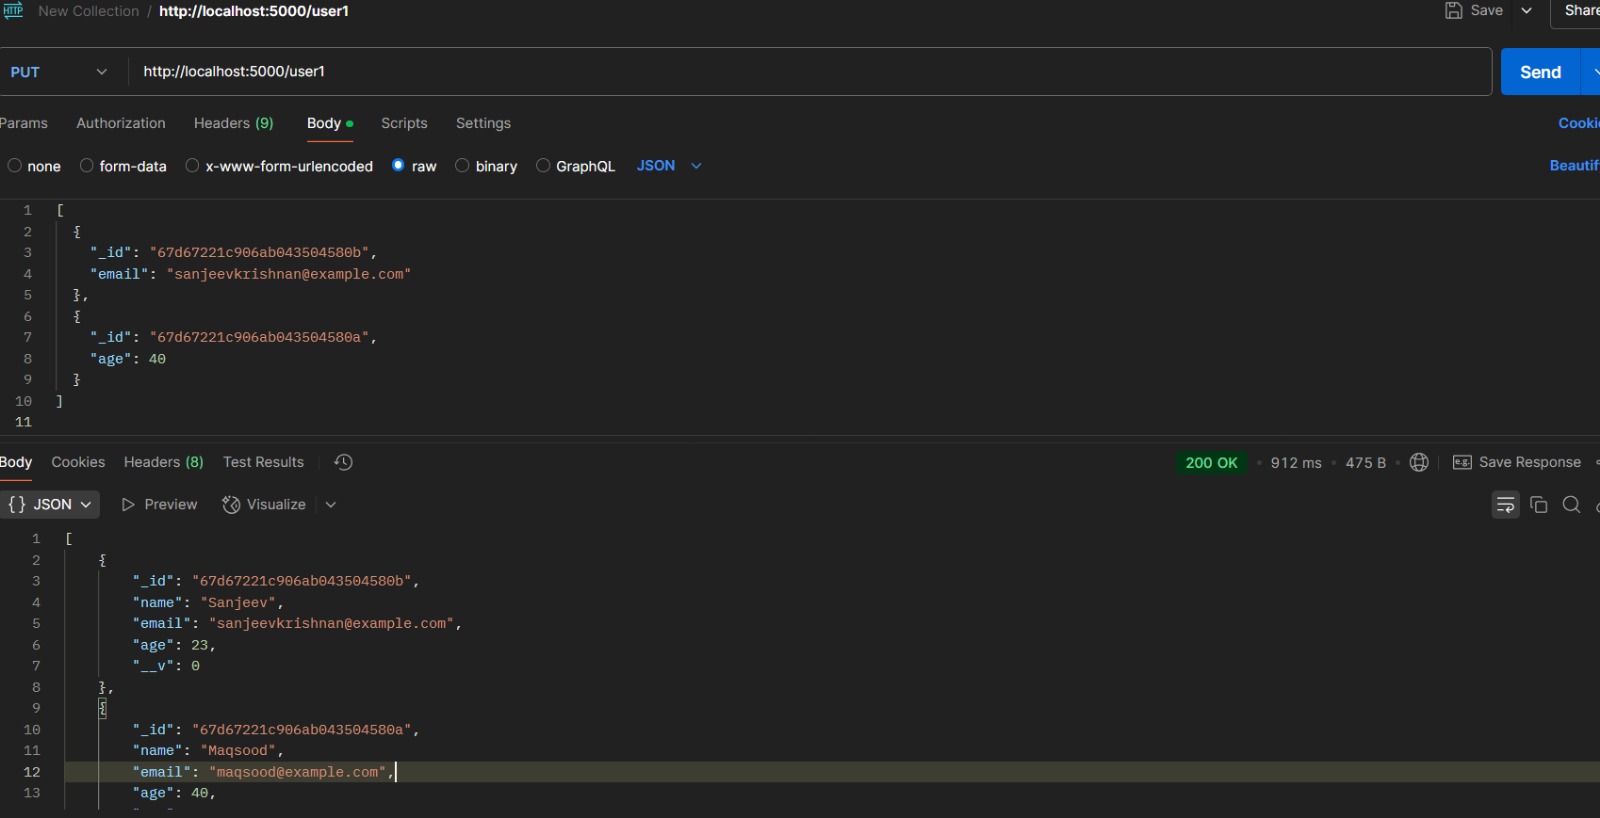 HTTP New Collection / http://localhost:5000/user1 Save Share
PUT http://localhost:5000/user1 Send
Params Authorization Headers (9) Body Scripts Settings Cookie
none form-data x-www-form-urlencoded raw binary GraphQL JSON Beautif
1 [
2 {
3 "_id": "67d67221c906ab043504580b",
4 "email": "sanjeevkrishnan@example.com"
5 },
6 {
7 "_id": "67d67221c906ab043504580a",
8 "age": 40
9 }
10 ]
11
Body Cookies Headers (8) Test Results 200 OK • 912 ms • 475 B • e.g. Save Response
{} JSON Preview Visualize
1 [
2 {
3 "_id": "67d67221c906ab043504580b",
4 "name": "Sanjeev",
5 "email": "sanjeevkrishnan@example.com",
6 "age": 23,
7 "__v": 0
8 },
9 {
10 "_id": "67d67221c906ab043504580a",
11 "name": "Maqsood",
12 "email": "maqsood@example.com",
13 "age": 40,